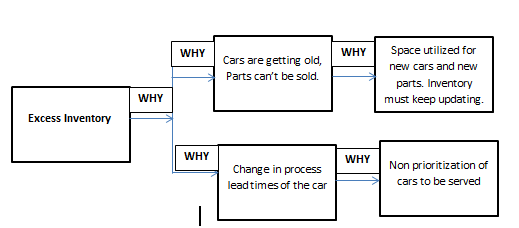 WHY
Cars are getting old,
Parts can't be sold.
WHY
Space utilized for
new cars and new
parts. Inventory
must keep updating.
Excess Inventory
WHY
WHY
Change in process
lead times of the car
WHY
Non prioritization of
cars to be served